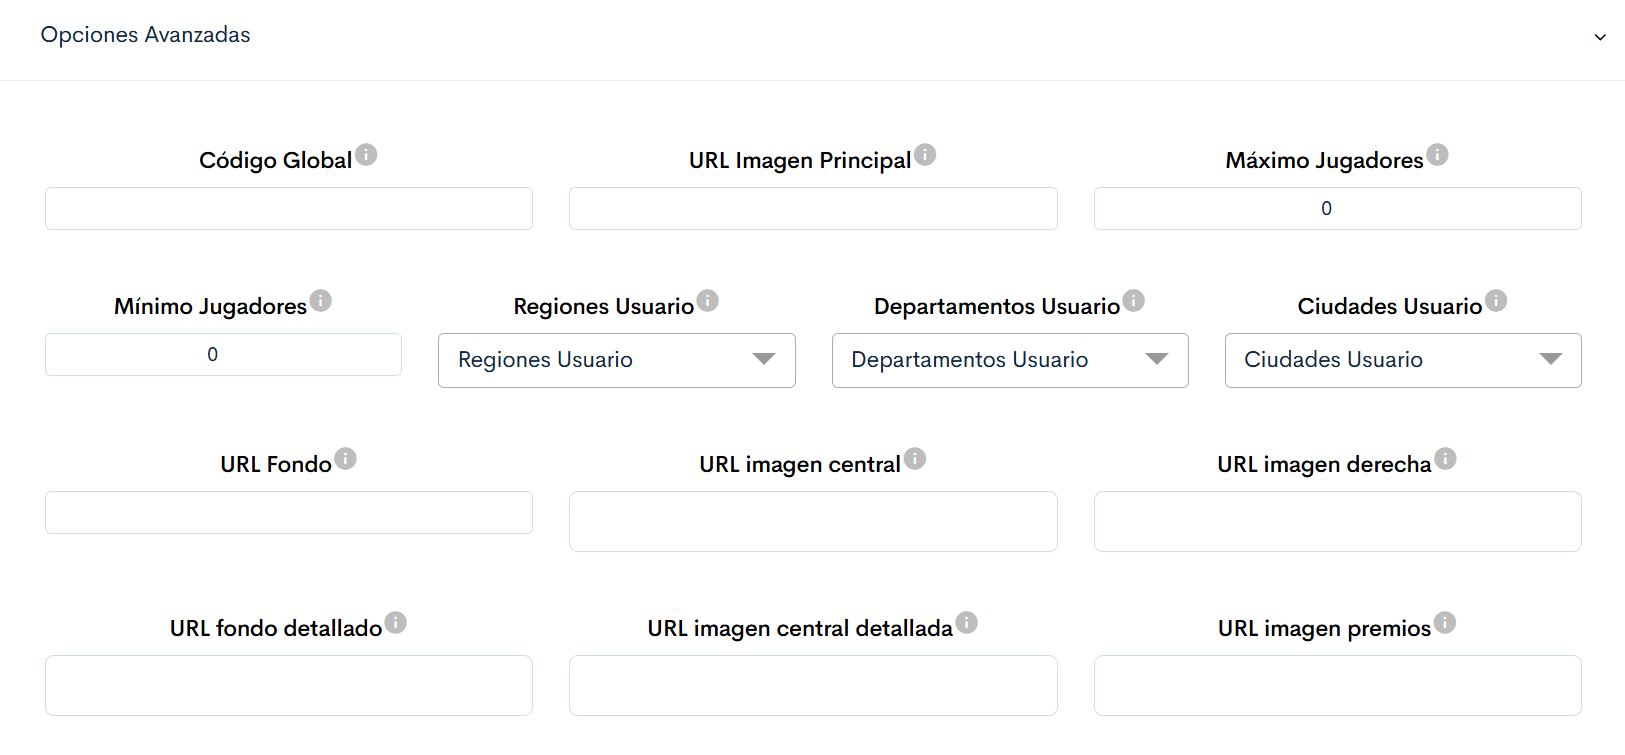 Opciones Avanzadas
Código Global URL Imagen Principal Máximo Jugadores
0
Mínimo Jugadores Regiones Usuario Departamentos Usuario Ciudades Usuario
0 Regiones Usuario Departamentos Usuario Ciudades Usuario
URL Fondo URL imagen central URL imagen derecha
URL fondo detallado URL imagen central detallada URL imagen premios